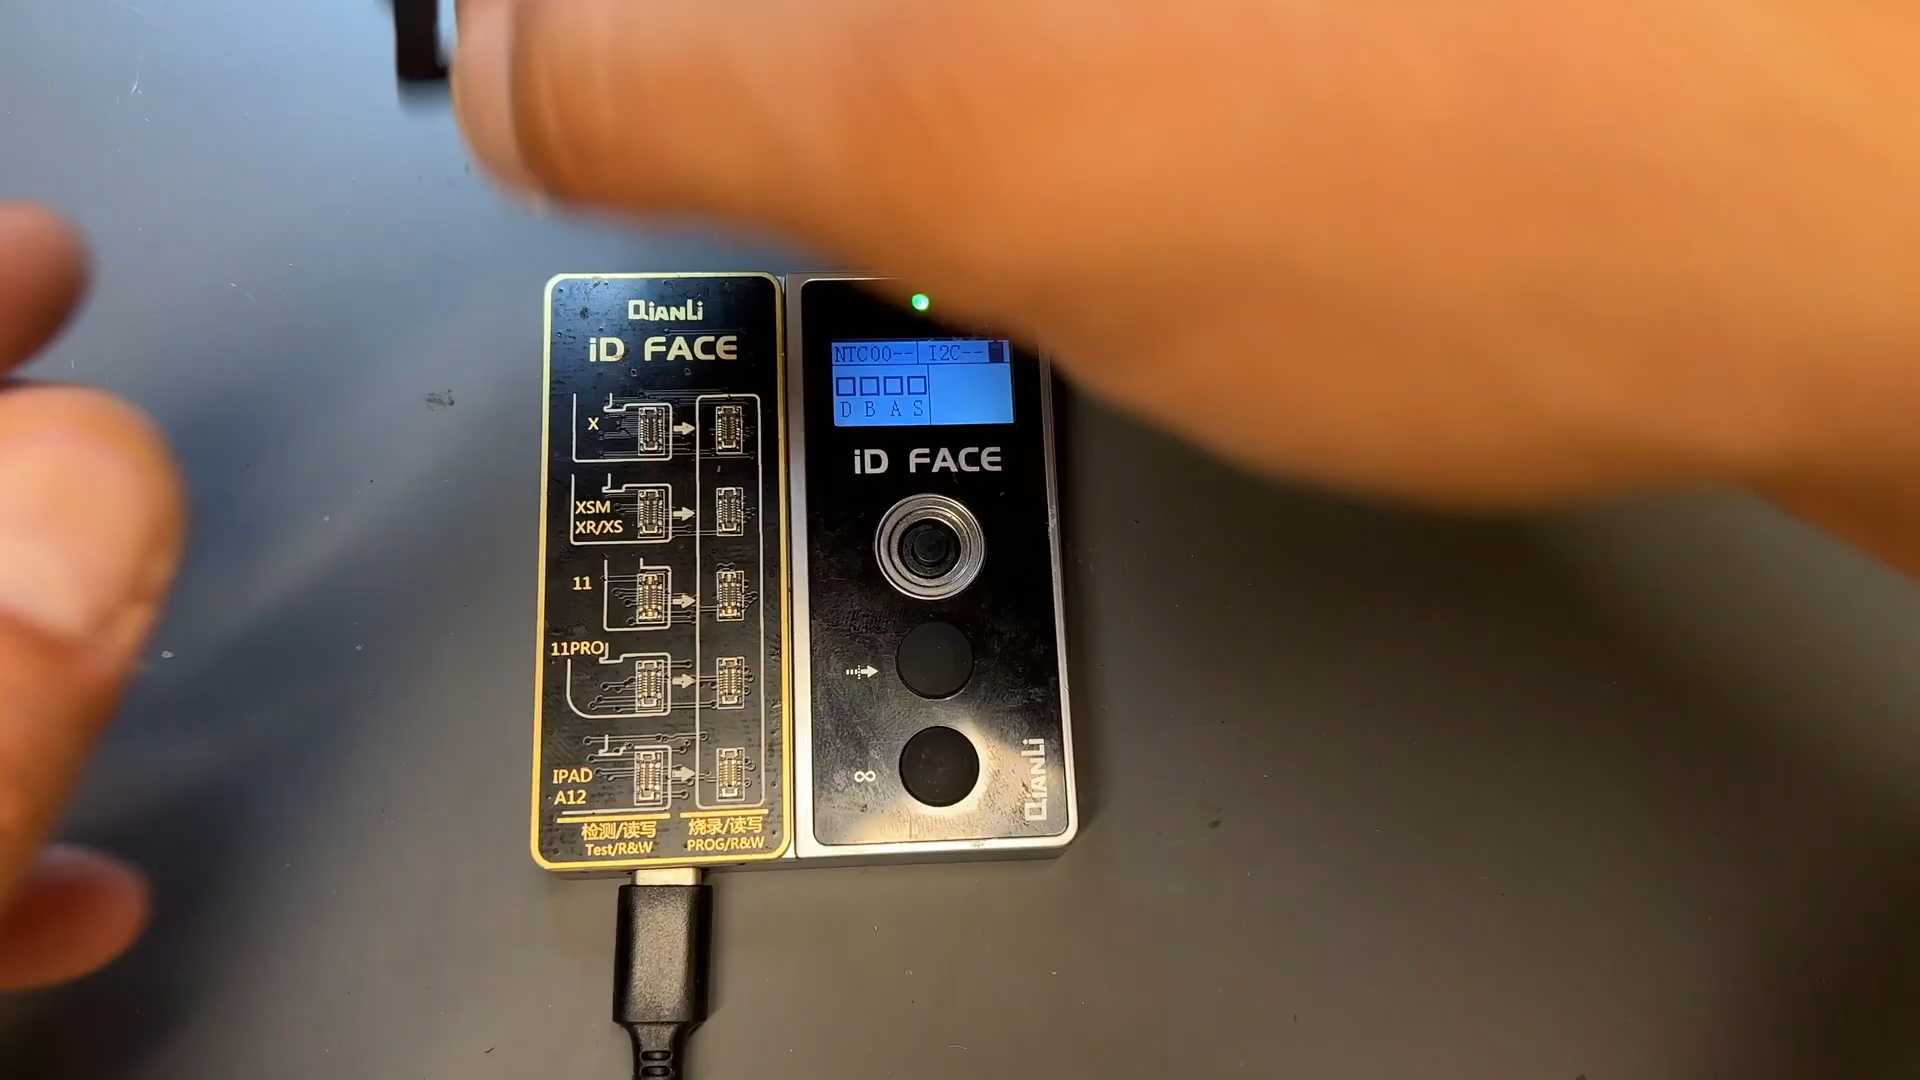 QIANLI
iD FACE
X
XSM
XR/XS
11
11PRO
IPAD
A12
检测/读写
Test/R&W
烧录/读写
PROG/R&W
NTC00-- I2C--
D B A S
iD FACE
∞
QIANLI